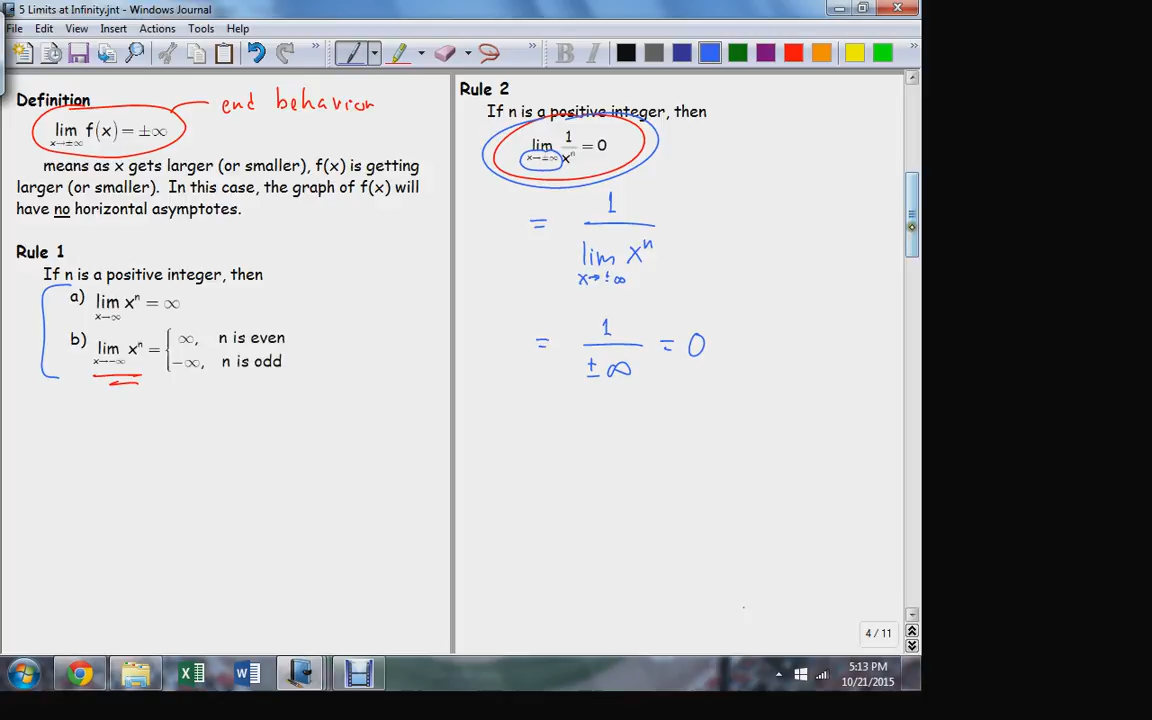 5 Limits at Infinity.jnt - Windows Journal
File Edit View Insert Actions Tools Help
Definition
end behavior
lim f(x) = ±∞
x→±∞
means as x gets larger (or smaller), f(x) is getting
larger (or smaller). In this case, the graph of f(x) will
have no horizontal asymptotes.
Rule 1
If n is a positive integer, then
a) lim xⁿ = ∞
x→∞
b) lim xⁿ = { ∞, n is even
x→-∞
−∞, n is odd
Rule 2
If n is a positive integer, then
lim 1/xⁿ = 0
x→±∞
= 1
lim xⁿ
x→±∞
= 1/±∞ = 0
4 / 11
5:13 PM
10/21/2015